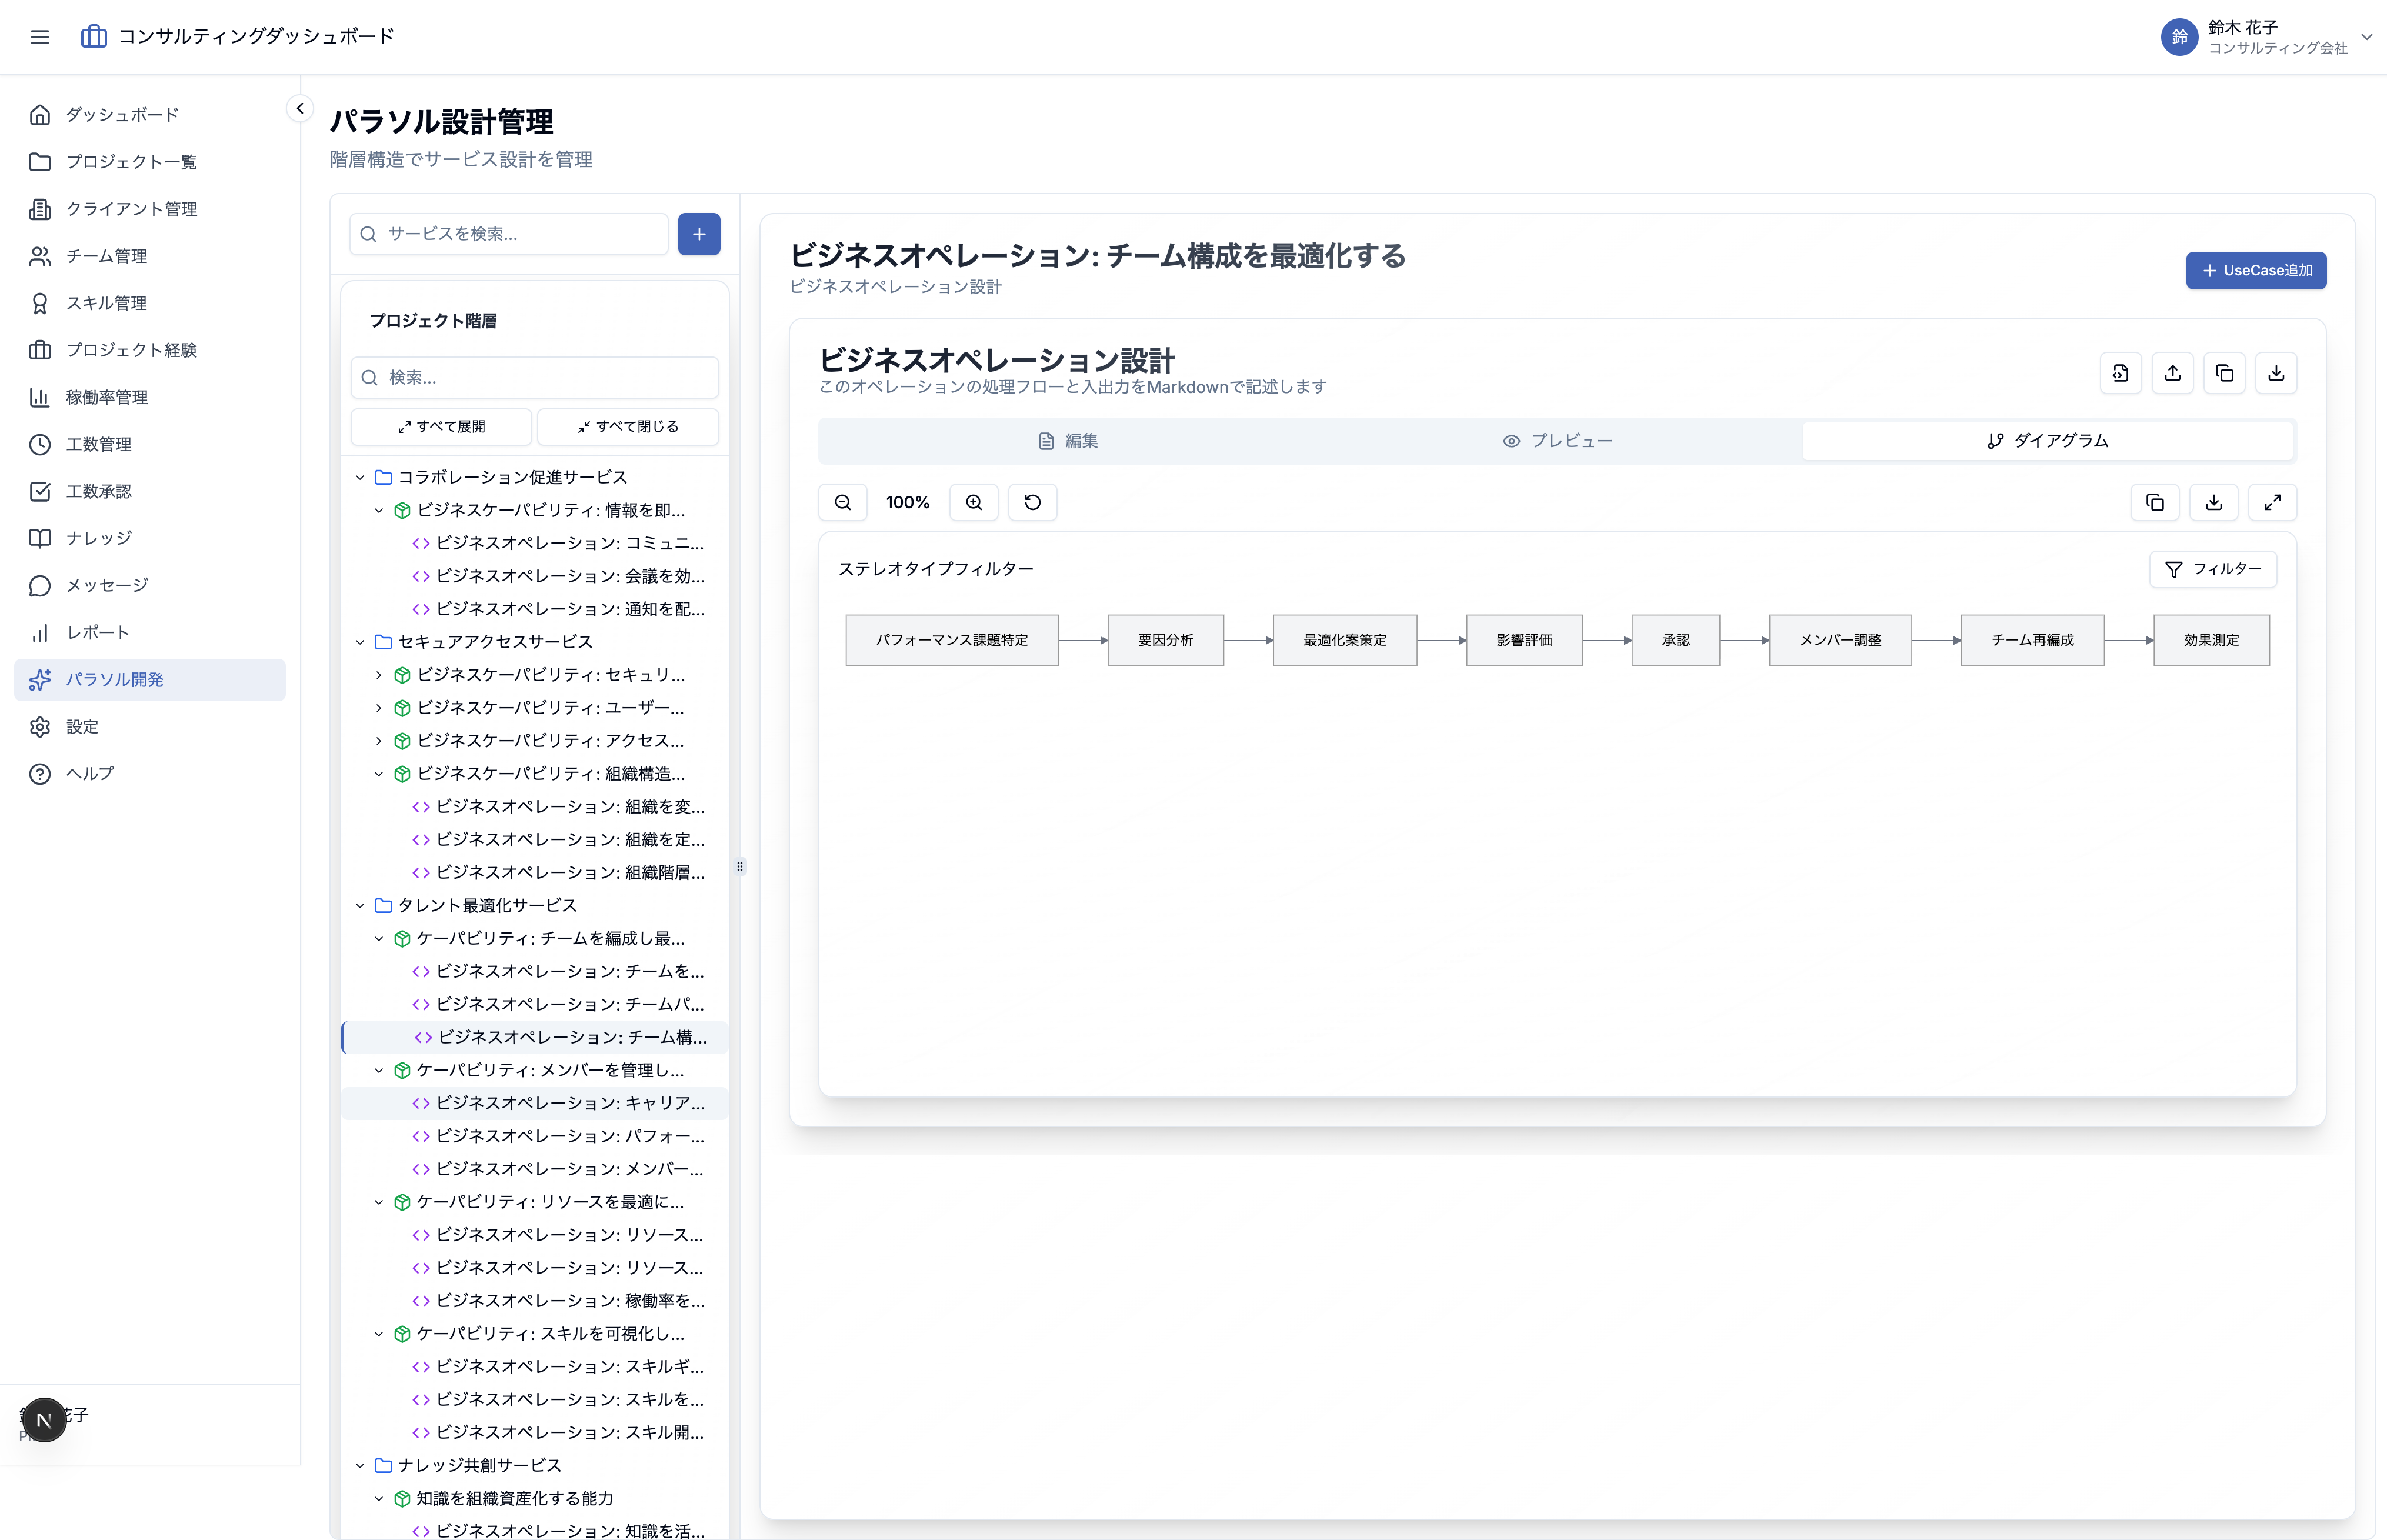 コンサルティングダッシュボード
鈴
鈴木 花子
コンサルティング会社
ダッシュボード
プロジェクト一覧
クライアント管理
チーム管理
スキル管理
プロジェクト経験
稼働率管理
工数管理
工数承認
ナレッジ
メッセージ
レポート
パラソル開発
設定
ヘルプ
花子
N
パラソル設計管理
階層構造でサービス設計を管理
サービスを検索...
プロジェクト階層
検索...
すべて展開
すべて閉じる
コラボレーション促進サービス
ビジネスケーパビリティ: 情報を即...
ビジネスオペレーション: コミュニ...
ビジネスオペレーション: 会議を効...
ビジネスオペレーション: 通知を配...
セキュアアクセスサービス
ビジネスケーパビリティ: セキュリ...
ビジネスケーパビリティ: ユーザー...
ビジネスケーパビリティ: アクセス...
ビジネスケーパビリティ: 組織構造...
ビジネスオペレーション: 組織を変...
ビジネスオペレーション: 組織を定...
ビジネスオペレーション: 組織階層...
タレント最適化サービス
ケーパビリティ: チームを編成し最...
ビジネスオペレーション: チームを...
ビジネスオペレーション: チームパ...
ビジネスオペレーション: チーム構...
ケーパビリティ: メンバーを管理し...
ビジネスオペレーション: キャリア...
ビジネスオペレーション: パフォー...
ビジネスオペレーション: メンバー...
ケーパビリティ: リソースを最適に...
ビジネスオペレーション: リソース...
ビジネスオペレーション: リソース...
ビジネスオペレーション: 稼働率を...
ケーパビリティ: スキルを可視化し...
ビジネスオペレーション: スキルギ...
ビジネスオペレーション: スキルを...
ビジネスオペレーション: スキル開...
ナレッジ共創サービス
知識を組織資産化する能力
ビジネスオペレーション: 知識を活...
ビジネスオペレーション: チーム構成を最適化する
ビジネスオペレーション設計
UseCase追加
ビジネスオペレーション設計
このオペレーションの処理フローと入出力をMarkdownで記述します
編集
プレビュー
ダイアグラム
100%
ステレオタイプフィルター
フィルター
パフォーマンス課題特定
要因分析
最適化案策定
影響評価
承認
メンバー調整
チーム再編成
効果測定